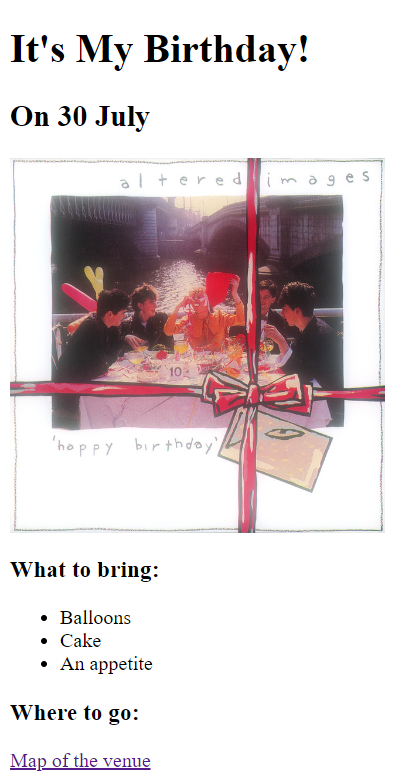 It's My Birthday!
On 30 July
altered images
10
'happy birthday'
What to bring:
Balloons
Cake
An appetite
Where to go:
Map of the venue